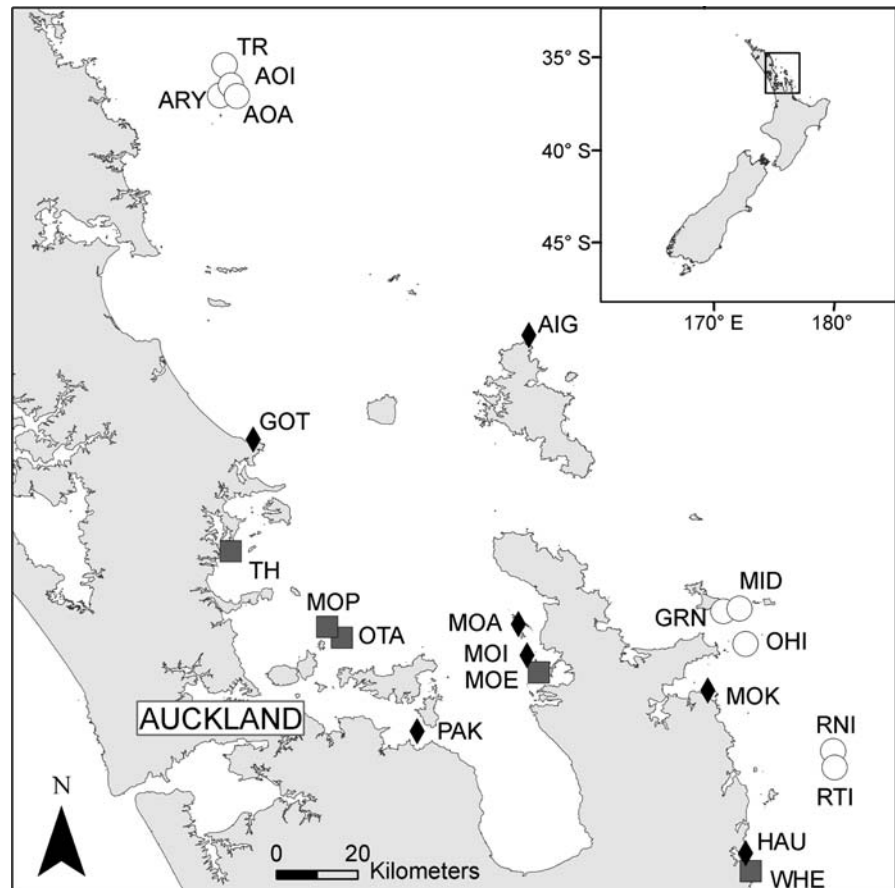 TR
AOI
ARY
AOA
35° S
40° S
45° S
170° E
180°
AIG
GOT
TH
MOP
OTA
MOA
MOI
MOE
MID
GRN
OHI
MOK
AUCKLAND
PAK
RNI
RTI
HAU
WHE
N
0
20
Kilometers